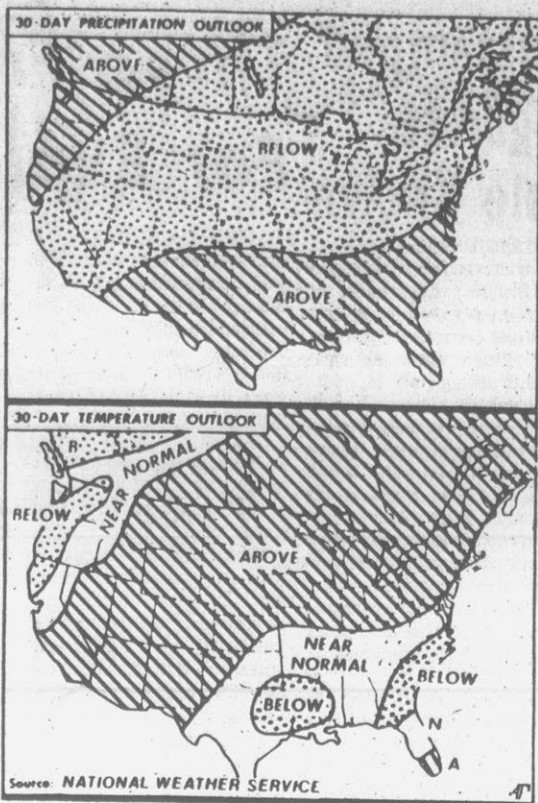 30-DAY PRECIPITATION OUTLOOK
ABOVE
BELOW
ABOVE
30-DAY TEMPERATURE OUTLOOK
R
NORMAL
NEAR
BELOW
ABOVE
NEAR
NORMAL
BELOW
BELOW
N
A
Source: NATIONAL WEATHER SERVICE